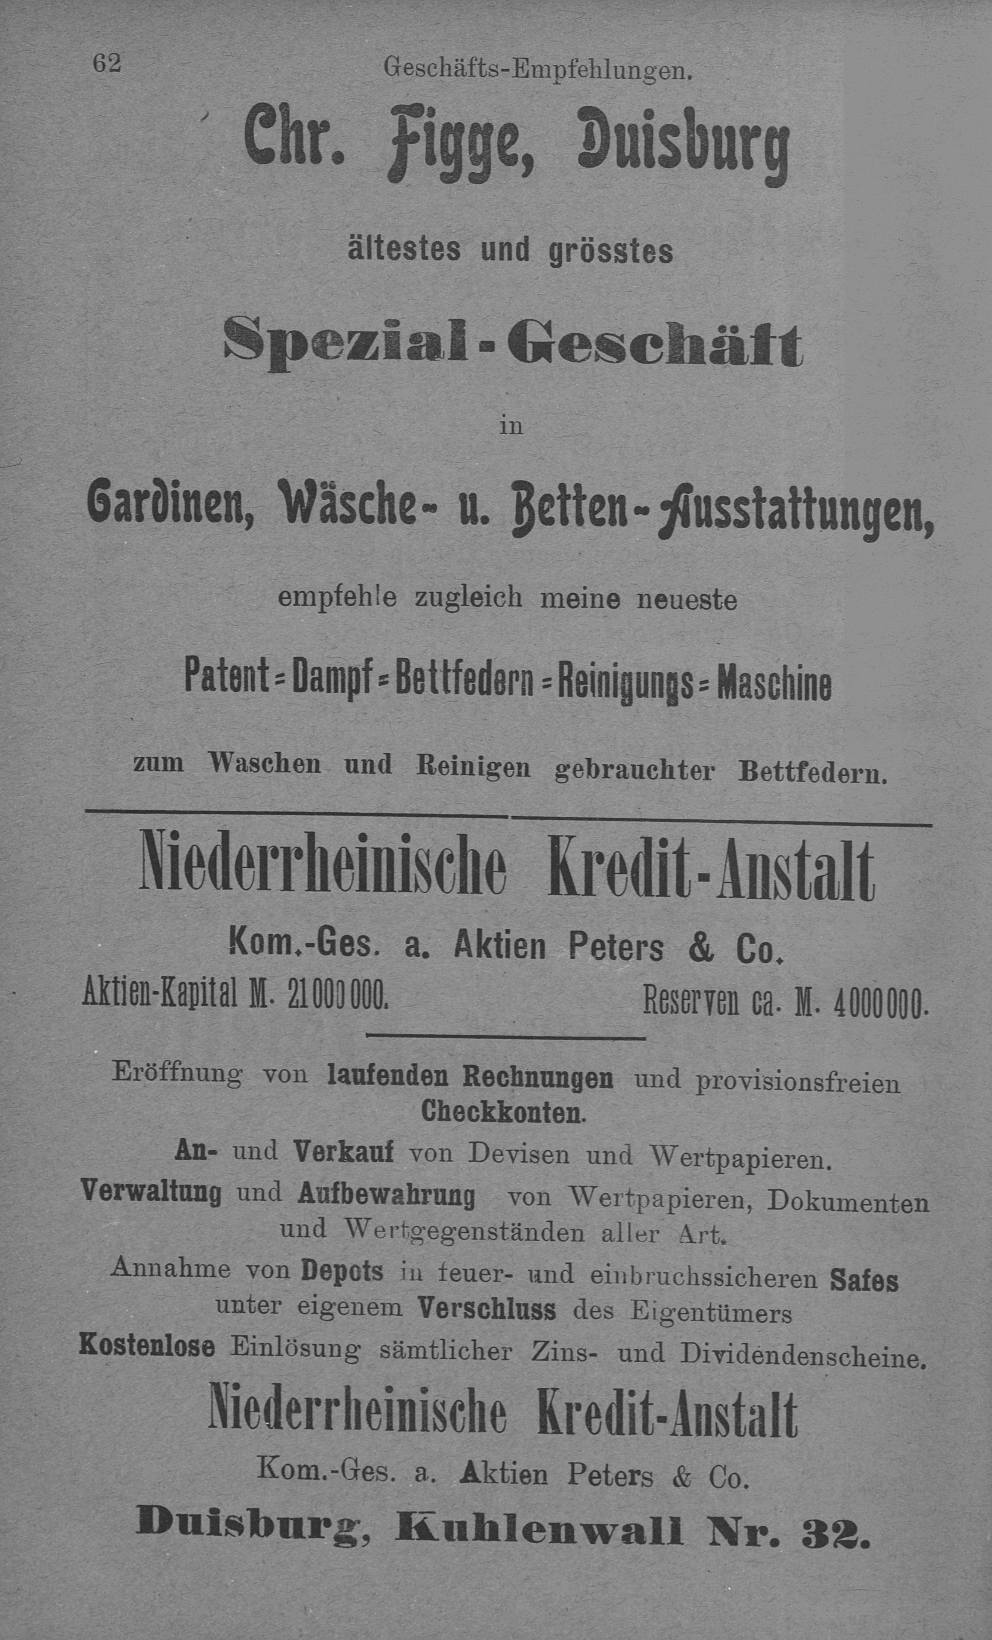 62
Geschäfts-Empfehlungen.
Chr. Figge, Duisburg
ältestes und grösstes
Spezial-Geschäft
in
Gardinen, Wäsche- u. Betten-Ausstattungen,
empfehle zugleich meine neueste
Patent-Dampf-Bettfedern-Reinigungs-Maschine
zum Waschen und Reinigen gebrauchter Bettfedern.
Niederrheinische Kredit-Anstalt
Kom.-Ges. a. Aktien Peters & Co.
Aktien-Kapital M. 21000000. Reserven ca. M. 4000000.
Eröffnung von laufenden Rechnungen und provisionsfreien
Checkkonten.
An- und Verkauf von Devisen und Wertpapieren.
Verwaltung und Aufbewahrung von Wertpapieren, Dokumenten
und Wertgegenständen aller Art.
Annahme von Depots in feuer- und einbruchssicheren Safes
unter eigenem Verschluss des Eigentümers
Kostenlose Einlösung sämtlicher Zins- und Dividendenscheine.
Niederrheinische Kredit-Anstalt
Kom.-Ges. a. Aktien Peters & Co.
Duisburg, Kuhlenwall Nr. 32.